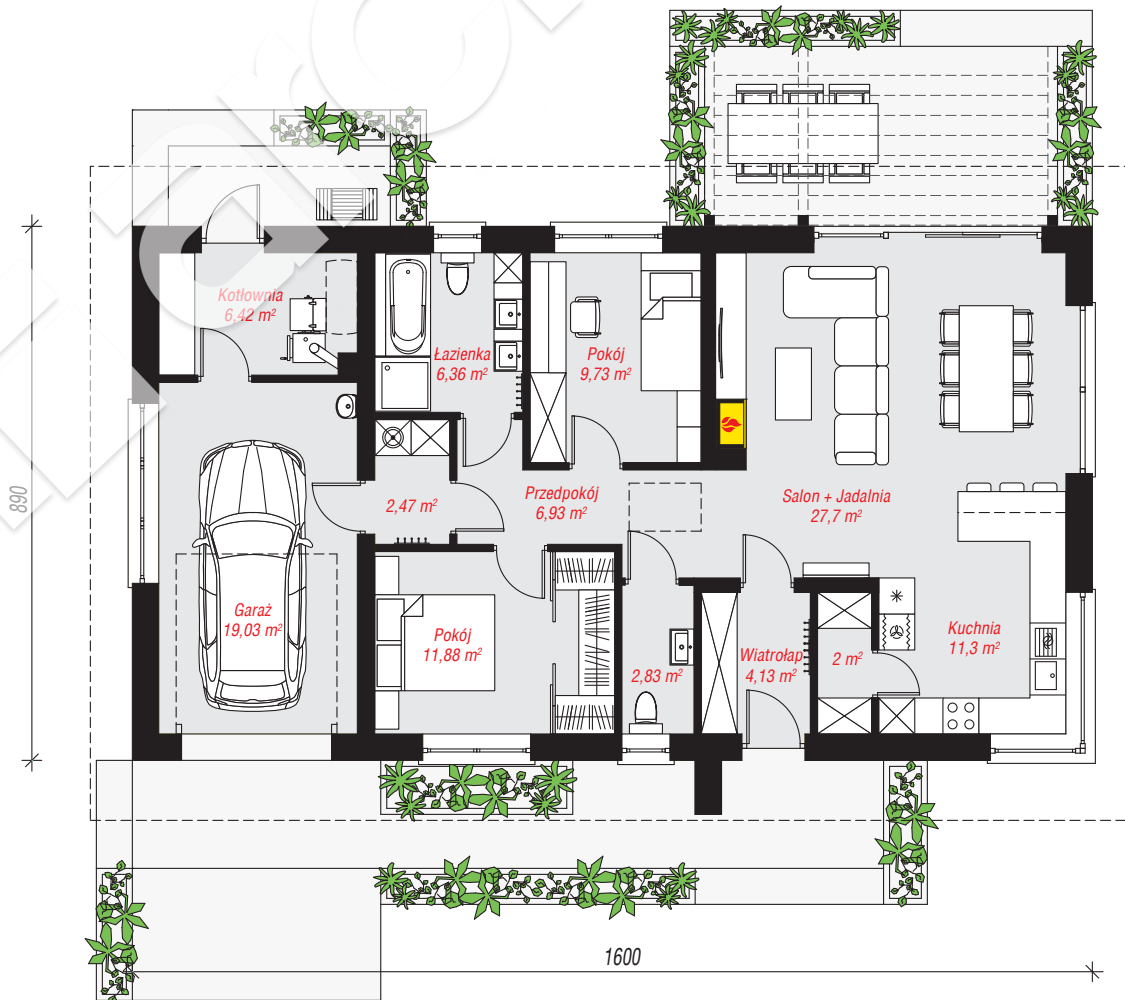 Kotłownia
6,42 m²
Łazienka
6,36 m²
Pokój
9,73 m²
Salon + Jadalnia
27,7 m²
Przedpokój
6,93 m²
2,47 m²
890
Garaż
19,03 m²
Pokój
11,88 m²
2,83 m²
Wiatrołap
4,13 m²
2 m²
Kuchnia
11,3 m²
1600